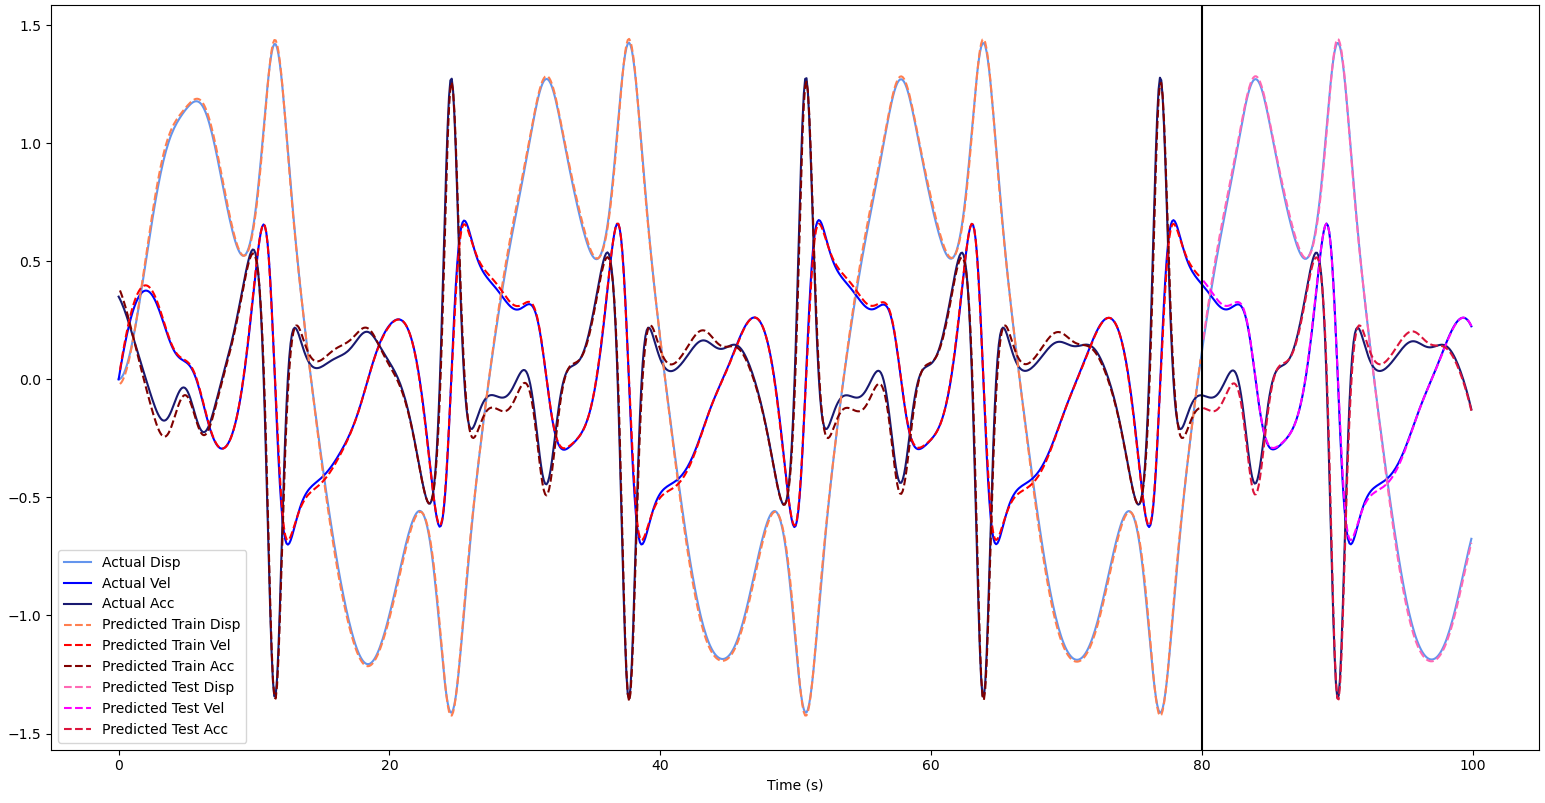 1.5
1.0
0.5
0.0
−0.5
−1.0
−1.5
Actual Disp
Actual Vel
Actual Acc
Predicted Train Disp
Predicted Train Vel
Predicted Train Acc
Predicted Test Disp
Predicted Test Vel
Predicted Test Acc
0 20 40 60 80 100
Time (s)